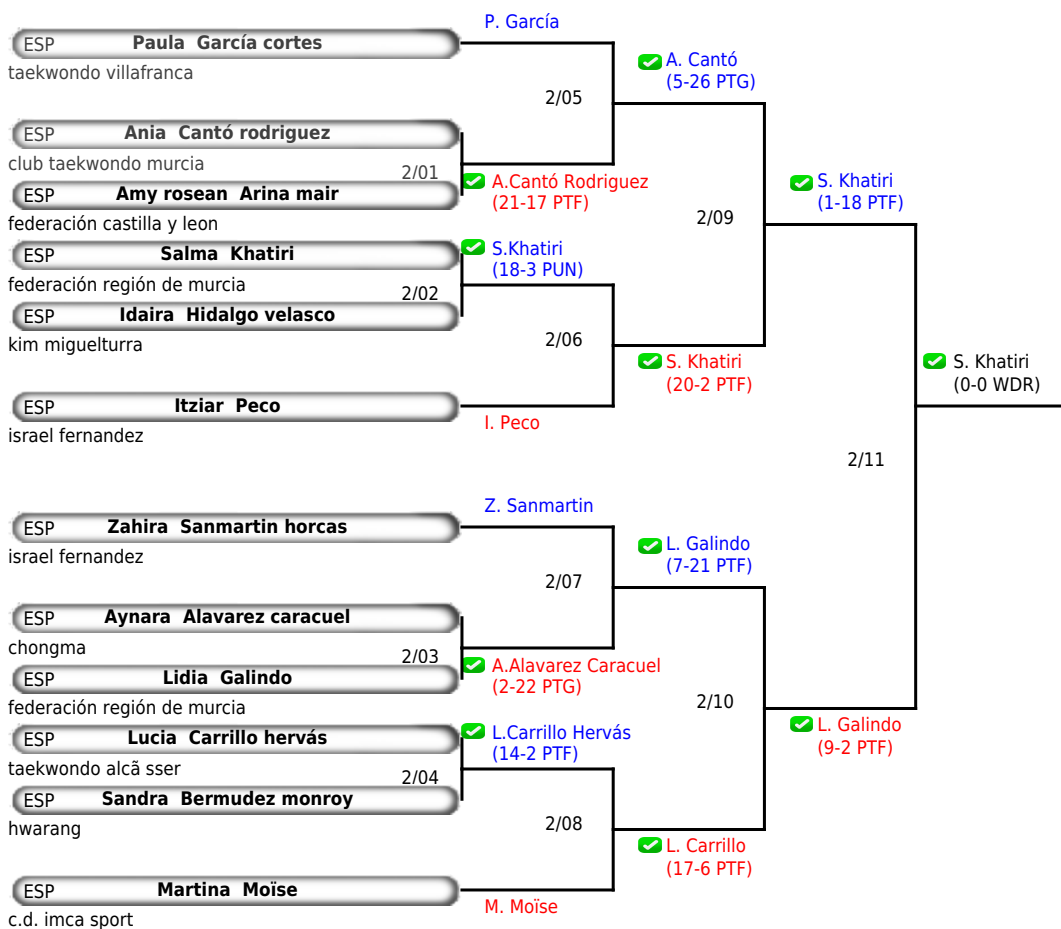 P. García
ESP Paula García cortes
taekwondo villafranca
A. Cantó
(5-26 PTG)
2/05
ESP Ania Cantó rodriguez
club taekwondo murcia
2/01
A.Cantó Rodriguez
(21-17 PTF)
ESP Amy rosean Arina mair
federación castilla y leon
S. Khatiri
(1-18 PTF)
2/09
ESP Salma Khatiri
federación región de murcia
S.Khatiri
(18-3 PUN)
2/02
ESP Idaira Hidalgo velasco
kim miguelturra
2/06
S. Khatiri
(20-2 PTF)
S. Khatiri
(0-0 WDR)
ESP Itziar Peco
israel fernandez
I. Peco
2/11
Z. Sanmartin
ESP Zahira Sanmartin horcas
israel fernandez
L. Galindo
(7-21 PTF)
2/07
ESP Aynara Alavarez caracuel
chongma
2/03
A.Alavarez Caracuel
(2-22 PTG)
ESP Lidia Galindo
federación región de murcia
2/10
L. Galindo
(9-2 PTF)
ESP Lucia Carrillo hervás
taekwondo alcã sser
L.Carrillo Hervás
(14-2 PTF)
2/04
ESP Sandra Bermudez monroy
hwarang
2/08
L. Carrillo
(17-6 PTF)
ESP Martina Moïse
c.d. imca sport
M. Moïse